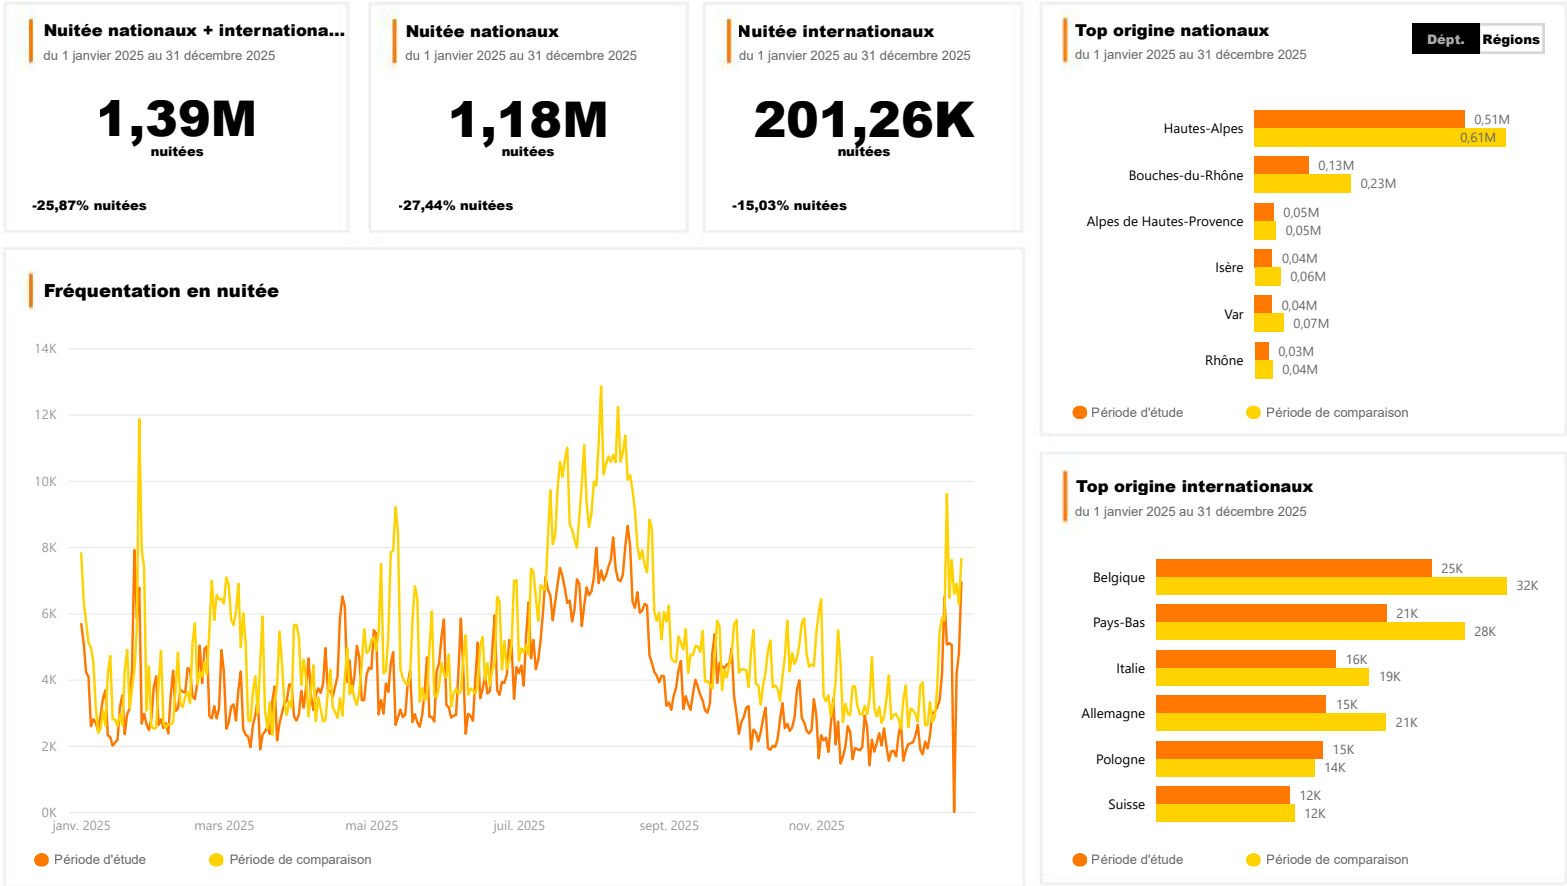 Nuitée nationaux + internationa...
du 1 janvier 2025 au 31 décembre 2025
1,39M
nuitées
-25,87% nuitées
Nuitée nationaux
du 1 janvier 2025 au 31 décembre 2025
1,18M
nuitées
-27,44% nuitées
Nuitée internationaux
du 1 janvier 2025 au 31 décembre 2025
201,26K
nuitées
-15,03% nuitées
Top origine nationaux
du 1 janvier 2025 au 31 décembre 2025
Dépt. Régions
Hautes-Alpes 0,51M
0,61M
Bouches-du-Rhône 0,13M
0,23M
Alpes de Hautes-Provence 0,05M
0,05M
Isère 0,04M
0,06M
Var 0,04M
0,07M
Rhône 0,03M
0,04M
Période d'étude Période de comparaison
Fréquentation en nuitée
14K
12K
10K
8K
6K
4K
2K
0K
janv. 2025 mars 2025 mai 2025 juil. 2025 sept. 2025 nov. 2025
Période d'étude Période de comparaison
Top origine internationaux
du 1 janvier 2025 au 31 décembre 2025
Belgique 25K
32K
Pays-Bas 21K
28K
Italie 16K
19K
Allemagne 15K
21K
Pologne 15K
14K
Suisse 12K
12K
Période d'étude Période de comparaison